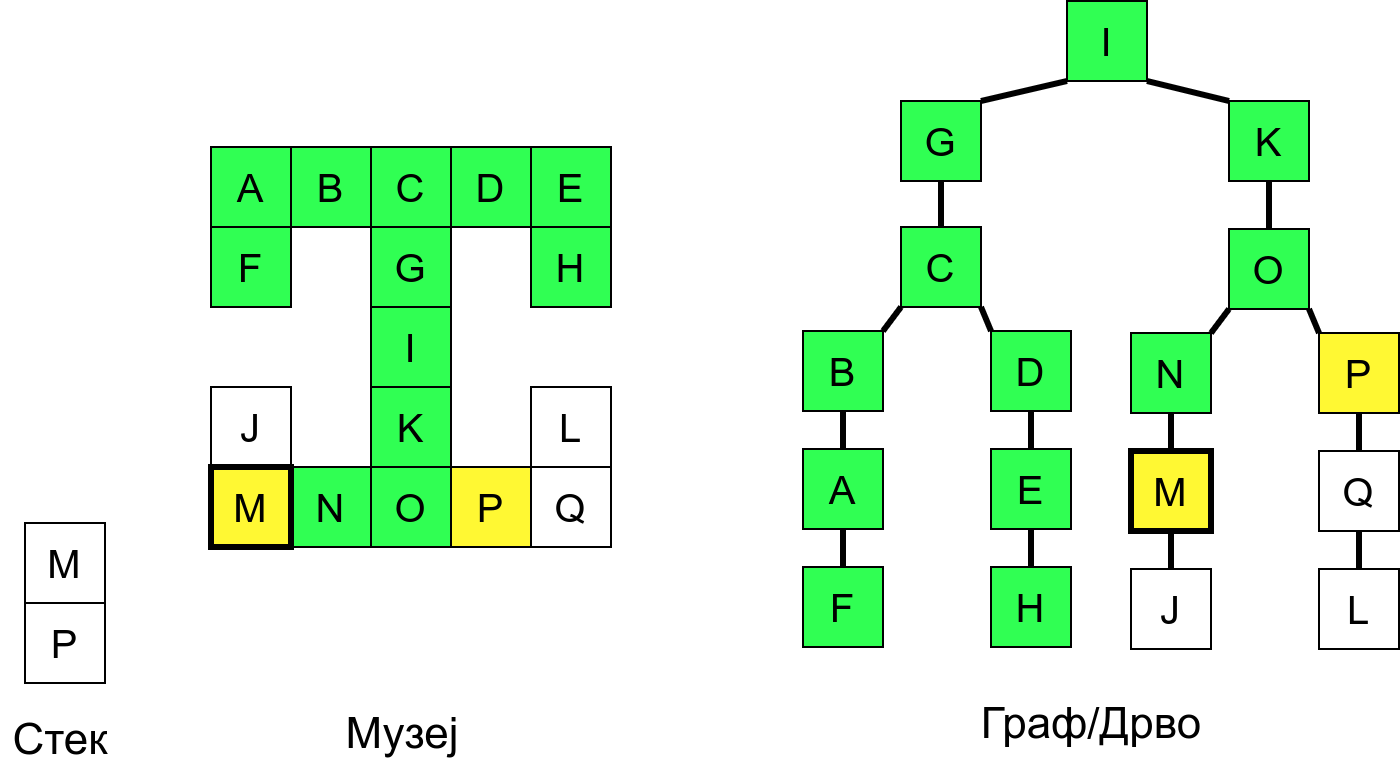 I
G K
A B C D E
C O
F G H
I
B D N P
J K L
A E M Q
M N O P Q
M
F H J L
P
Граф/Дрво
Стек Музеј